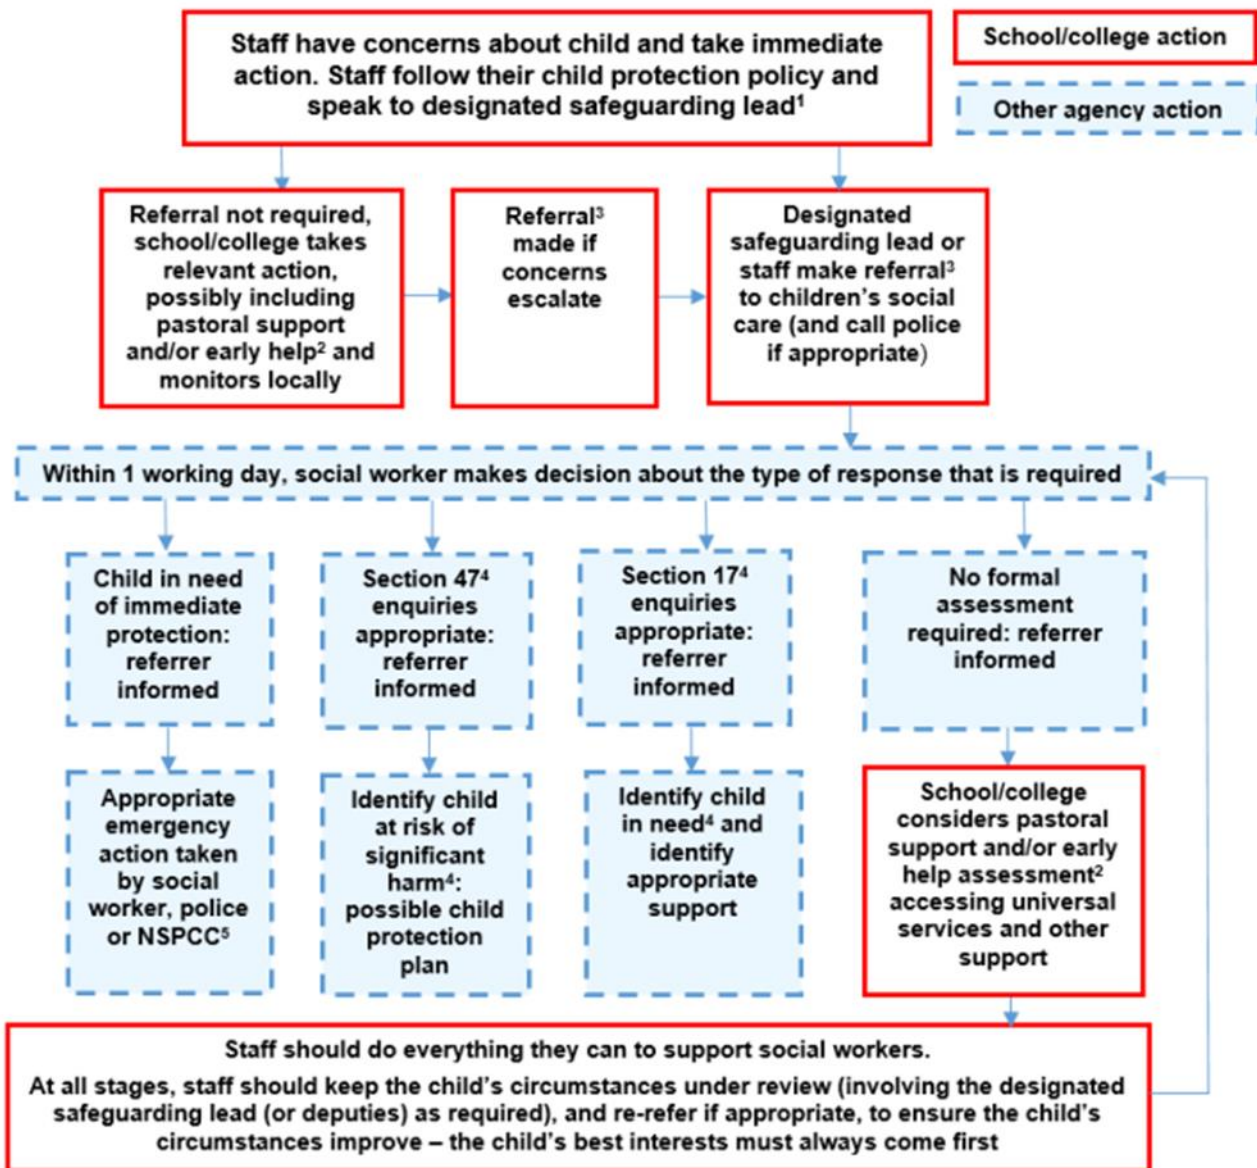 Staff have concerns about child and take immediate
action. Staff follow their child protection policy and
speak to designated safeguarding lead¹
School/college action
Other agency action
Referral not required,
school/college takes
relevant action,
possibly including
pastoral support
and/or early help² and
monitors locally
Referral³
made if
concerns
escalate
Designated
safeguarding lead or
staff make referral³
to children's social
care (and call police
if appropriate)
Within 1 working day, social worker makes decision about the type of response that is required
Child in need
of immediate
protection:
referrer
informed
Section 47⁴
enquiries
appropriate:
referrer
informed
Section 17⁴
enquiries
appropriate:
referrer
informed
No formal
assessment
required: referrer
informed
Appropriate
emergency
action taken
by social
worker, police
or NSPCC⁵
Identify child
at risk of
significant
harm⁴:
possible child
protection
plan
Identify child
in need⁴ and
identify
appropriate
support
School/college
considers pastoral
support and/or early
help assessment²
accessing universal
services and other
support
Staff should do everything they can to support social workers.
At all stages, staff should keep the child's circumstances under review (involving the designated
safeguarding lead (or deputies) as required), and re-refer if appropriate, to ensure the child's
circumstances improve – the child's best interests must always come first